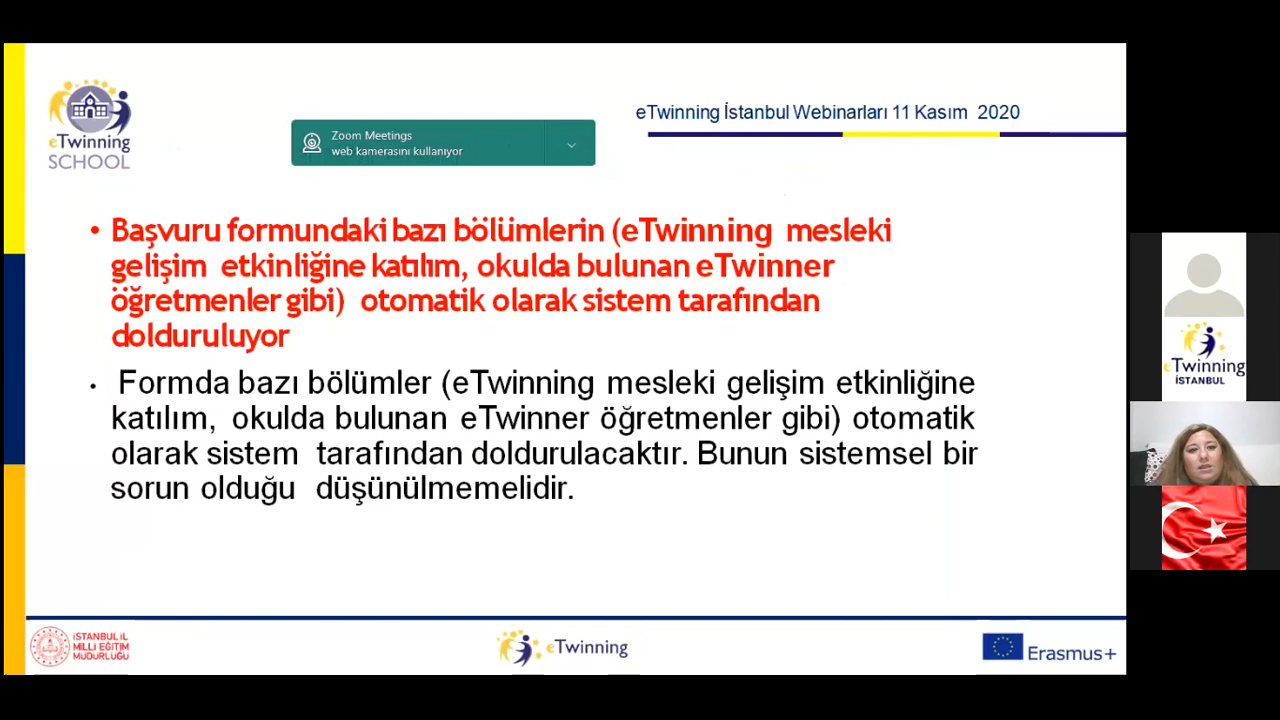 eTwinning
SCHOOL
Zoom Meetings
web kamerasını kullanıyor
eTwinning İstanbul Webinarları 11 Kasım 2020
• Başvuru formundaki bazı bölümlerin (eTwinning mesleki
gelişim etkinliğine katılım, okulda bulunan eTwinner
öğretmenler gibi) otomatik olarak sistem tarafından
dolduruluyor
• Formda bazı bölümler (eTwinning mesleki gelişim etkinliğine
katılım, okulda bulunan eTwinner öğretmenler gibi) otomatik
olarak sistem tarafından doldurulacaktır. Bunun sistemsel bir
sorun olduğu düşünülmemelidir.
eTwinning
İSTANBUL
İSTANBUL İL
MİLLİ EĞİTİM
MÜDÜRLÜĞÜ
eTwinning
Erasmus+